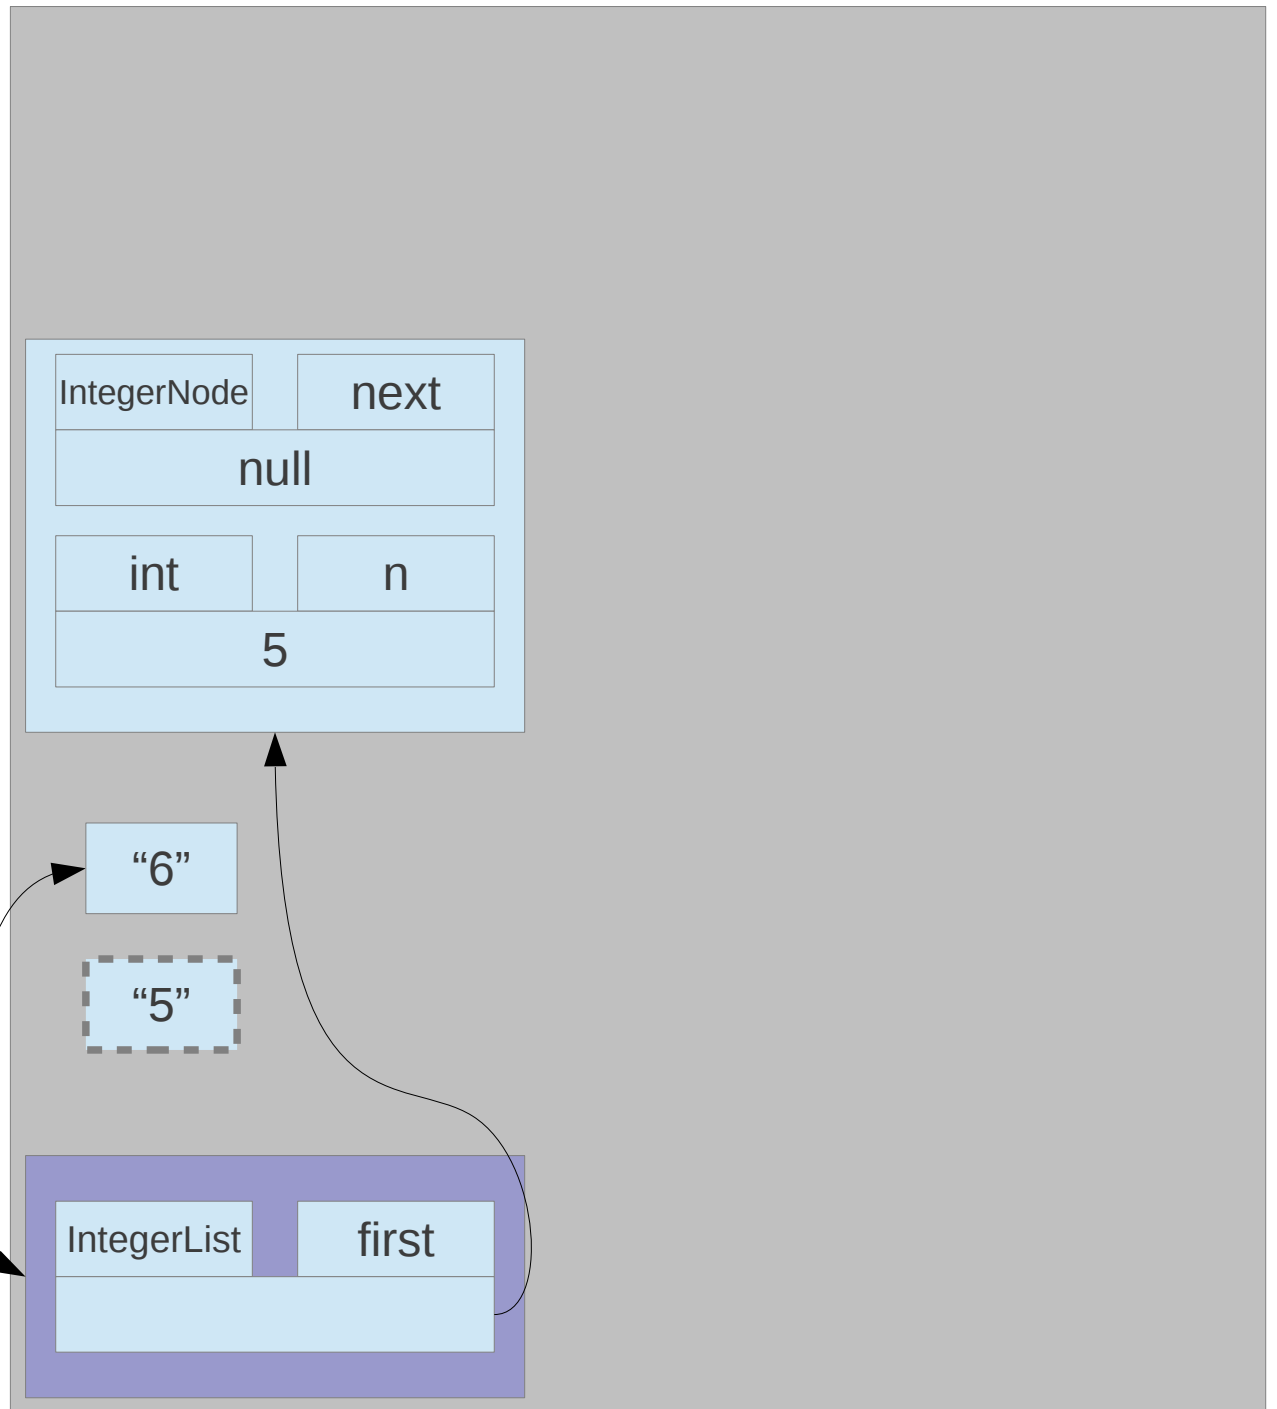 IntegerNode next
null
int n
5
“6”
“5”
IntegerList first